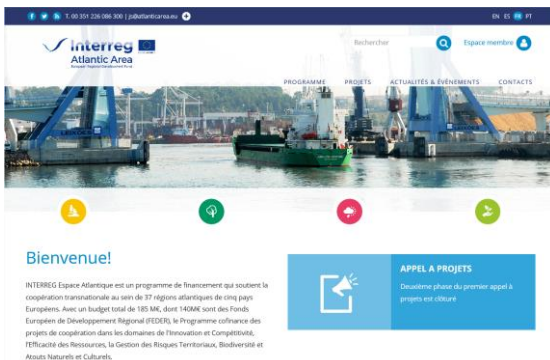 T. 00 351 226 086 300 | js@atlanticarea.eu
EN ES FR PT
Interreg
Atlantic Area
European Regional Development Fund
Rechercher
Espace membre
PROGRAMME PROJETS ACTUALITÉS & ÉVÈNEMENTS CONTACTS
Bienvenue!
INTERREG Espace Atlantique est un programme de financement qui soutient la
coopération transnationale au sein de 37 régions atlantiques de cinq pays
Européens. Avec un budget total de 185 M€, dont 140M€ sont des Fonds
Européen de Développement Régional (FEDER), le Programme cofinance des
projets de coopération dans les domaines de l'Innovation et Compétitivité,
l'Efficacité des Ressources, la Gestion des Risques Territoriaux, Biodiversité et
Atouts Naturels et Culturels.
APPEL A PROJETS
Deuxième phase du premier appel à
projets est clôturé